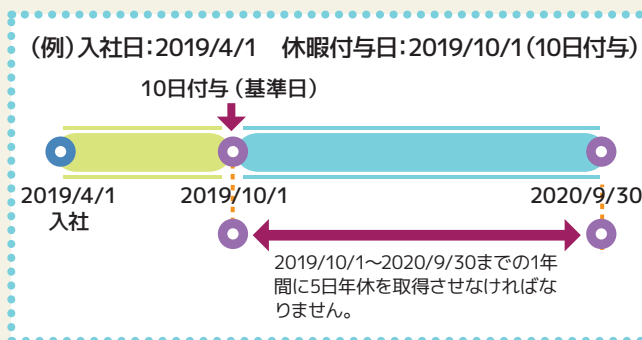 (例)入社日:2019/4/1 休暇付与日:2019/10/1(10日付与)
10日付与(基準日)
2019/4/1
入社
2019/10/1
2020/9/30
2019/10/1〜2020/9/30までの1年
間に5日年休を取得させなければな
りません。